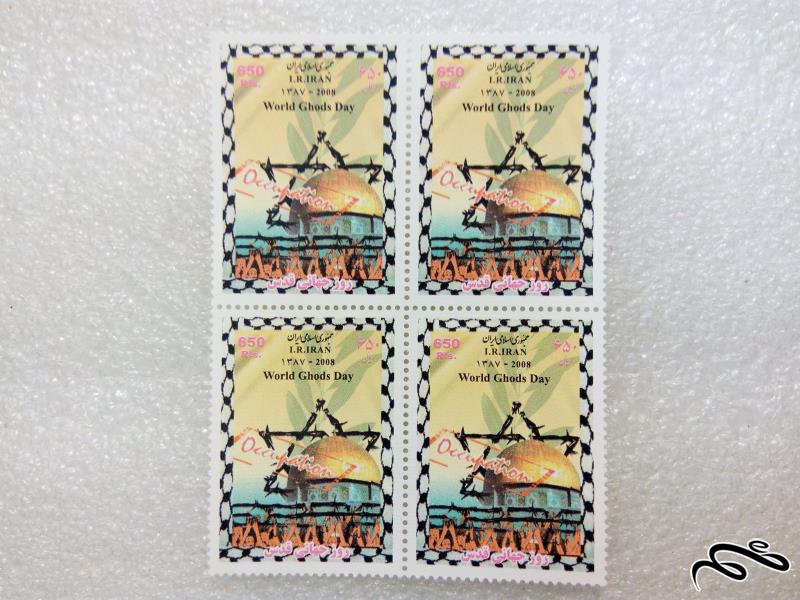 650 جمهوری اسلامی ایران ۶۵۰
Rls. I.R.IRAN ریال
۱۳۸۷ - 2008
World Ghods Day
Occupation
روز جهانی قدس
650 جمهوری اسلامی ایران ۶۵۰
Rls. I.R.IRAN ریال
۱۳۸۷ - 2008
World Ghods Day
Occupation
روز جهانی قدس
650 جمهوری اسلامی ایران ۶۵۰
Rls. I.R.IRAN ریال
۱۳۸۷ - 2008
World Ghods Day
Occupation
روز جهانی قدس
650 جمهوری اسلامی ایران ۶۵۰
Rls. I.R.IRAN ریال
۱۳۸۷ - 2008
World Ghods Day
Occupation
روز جهانی قدس